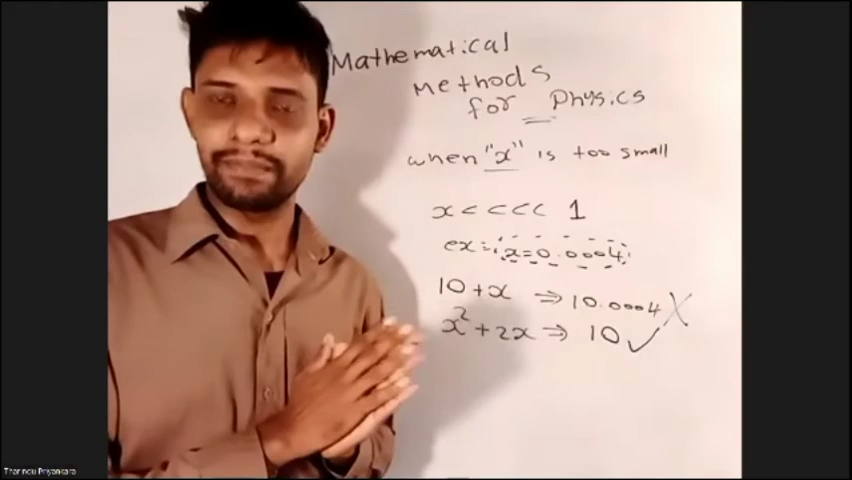 Mathematical
Methods
for Physics
when "x" is too small
x < < < < 1
ex=: x=0.0004
10+x ⇒ 10.0004 X
x²+2x ⇒ 10 ✓
Tharindu Priyankara